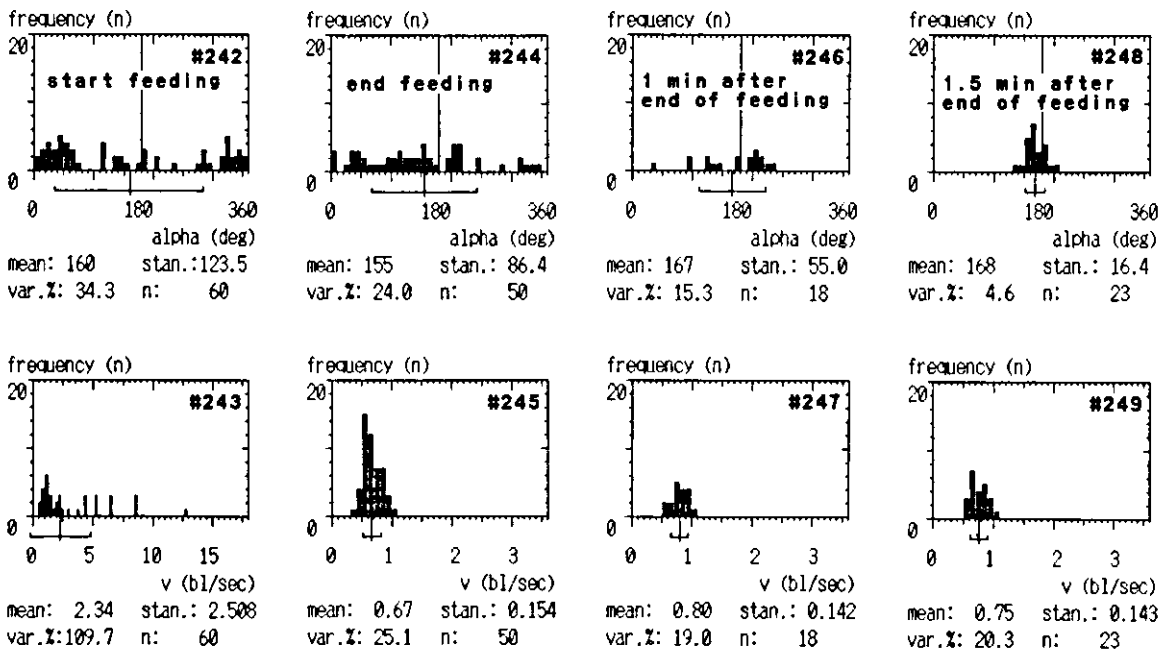 frequency (n)
20
#242
start feeding
0
0 180 360
alpha (deg)
mean: 160 stan.:123.5
var.%: 34.3 n: 60
frequency (n)
20
#244
end feeding
0
0 180 360
alpha (deg)
mean: 155 stan.: 86.4
var.%: 24.0 n: 50
frequency (n)
20
#246
1 min after
end of feeding
0
0 180 360
alpha (deg)
mean: 167 stan.: 55.0
var.%: 15.3 n: 18
frequency (n)
20
#248
1.5 min after
end of feeding
0
0 180 360
alpha (deg)
mean: 168 stan.: 16.4
var.%: 4.6 n: 23
frequency (n)
20
#243
0
0 5 10 15
v (bl/sec)
mean: 2.34 stan.: 2.508
var.%:109.7 n: 60
frequency (n)
20
#245
0
0 1 2 3
v (bl/sec)
mean: 0.67 stan.: 0.154
var.%: 25.1 n: 50
frequency (n)
20
#247
0
0 1 2 3
v (bl/sec)
mean: 0.80 stan.: 0.142
var.%: 19.0 n: 18
frequency (n)
20
#249
0
0 1 2 3
v (bl/sec)
mean: 0.75 stan.: 0.143
var.%: 20.3 n: 23